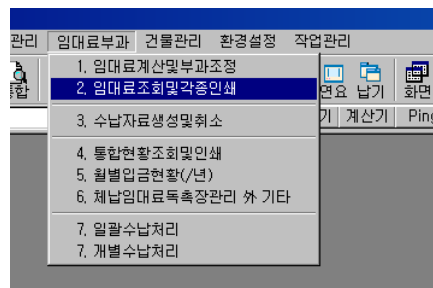 관리 임대료부과 건물관리 환경설정 작업관리
1. 임대료계산및부과조정
2. 임대료조회및각종인쇄
3. 수납자료생성및취소
4. 통합현황조회및인쇄
5. 월별입금현황(/년)
6. 체납임대료독촉장관리 外 기타
7. 일괄수납처리
7. 개별수납처리
통합 연요 납기 화면
기 계산기 Ping